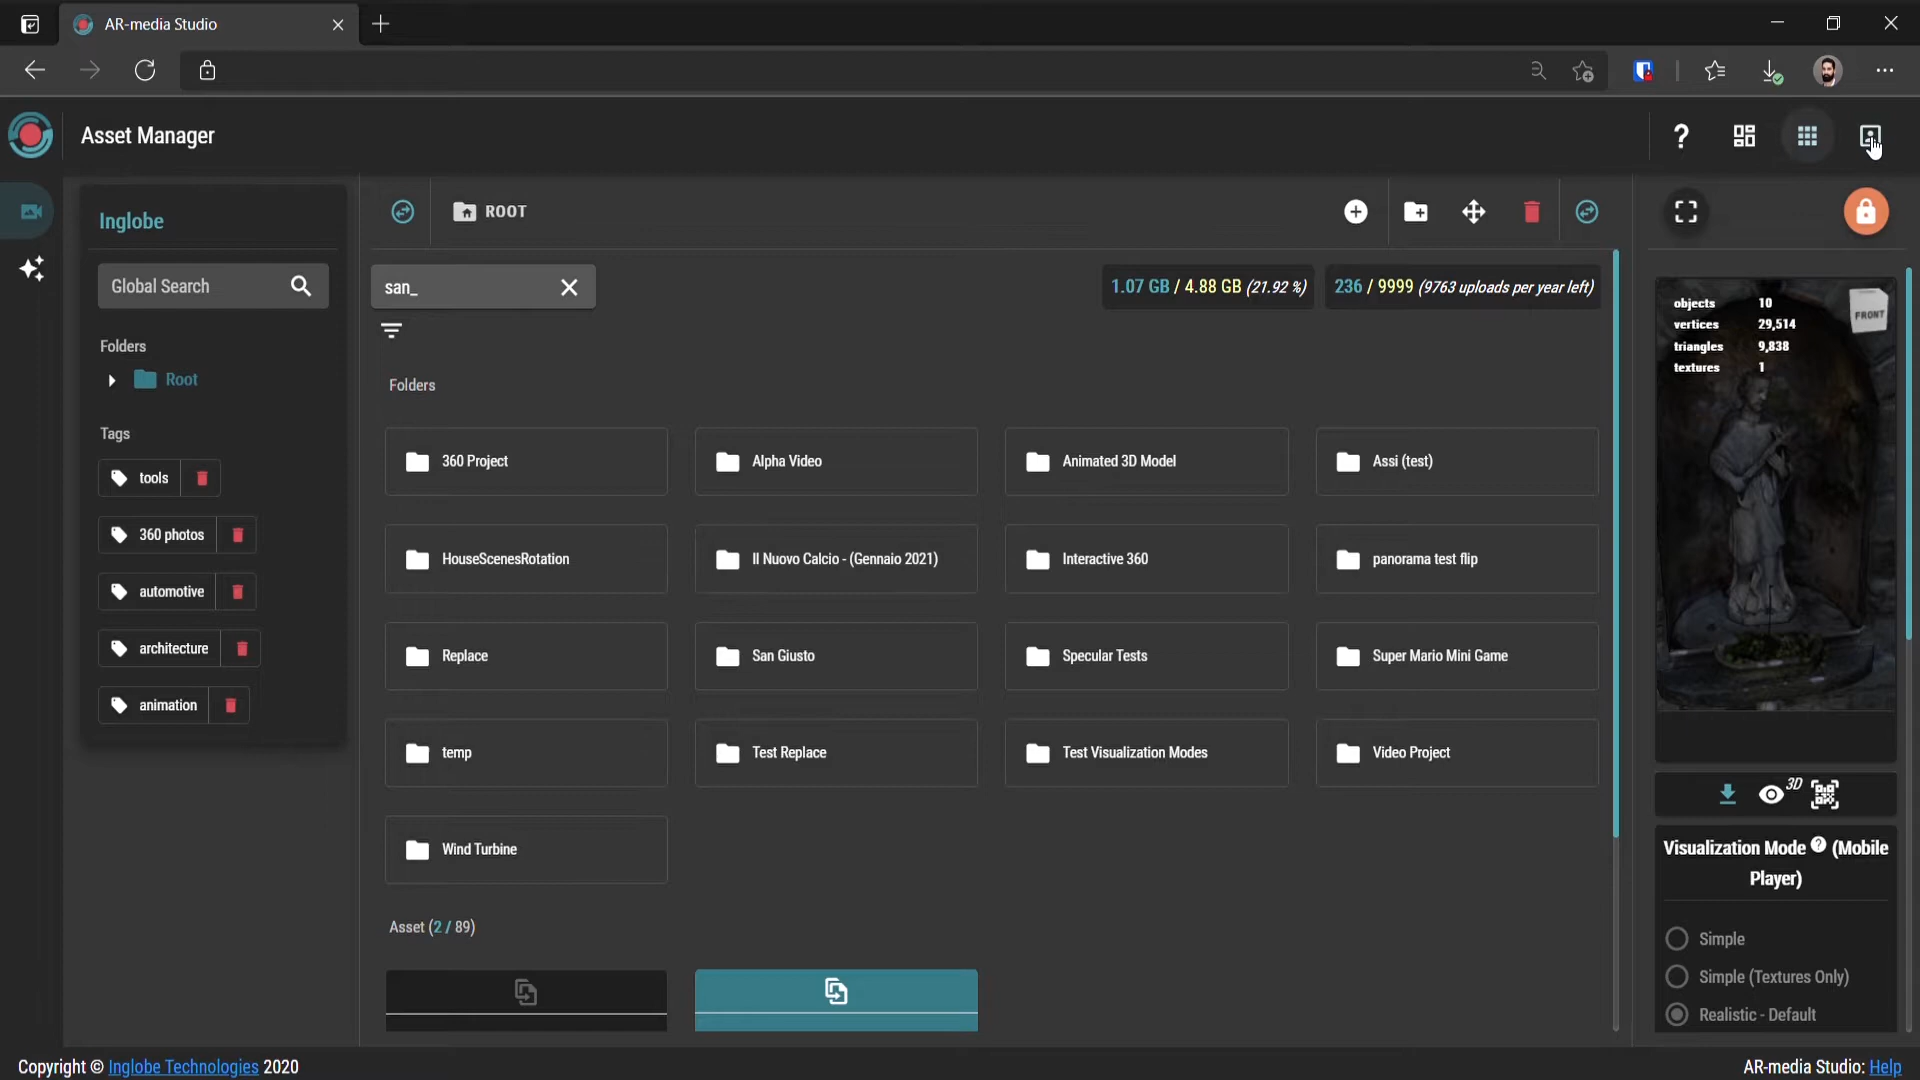 AR-media Studio
Asset Manager
?
Inglobe
Global Search
Folders
Root
Tags
tools
360 photos
automotive
architecture
animation
ROOT
san_
1.07 GB / 4.88 GB (21.92 %)
236 / 9999 (9763 uploads per year left)
Folders
360 Project
Alpha Video
Animated 3D Model
Assi (test)
HouseScenesRotation
Il Nuovo Calcio - (Gennaio 2021)
Interactive 360
panorama test flip
Replace
San Giusto
Specular Tests
Super Mario Mini Game
temp
Test Replace
Test Visualization Modes
Video Project
Wind Turbine
Asset (2 / 89)
objects 10
vertices 29,514
triangles 9,838
textures 1
FRONT
3D
Visualization Mode ? (Mobile
Player)
Simple
Simple (Textures Only)
Realistic - Default
Copyright © Inglobe Technologies 2020
AR-media Studio: Help